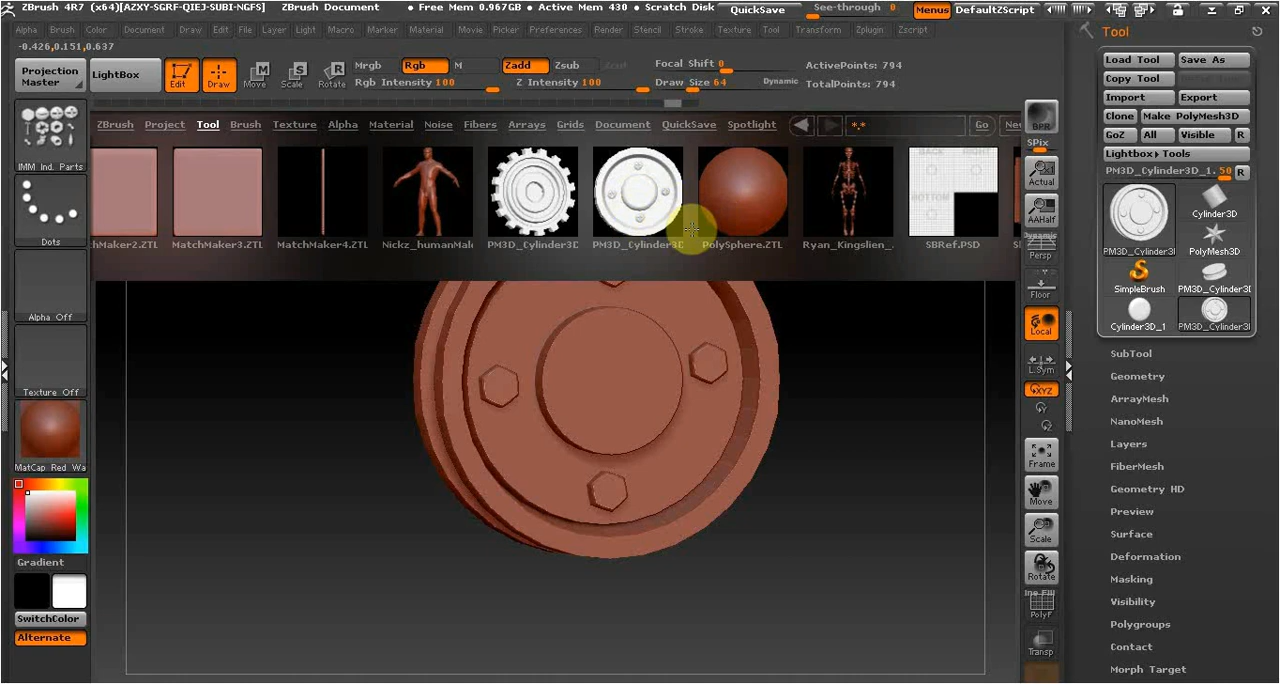 ZBrush 4R7 (x64)[AZXY-SGRF-QIEJ-SUBI-NGFS] ZBrush Document • Free Mem 0.967GB • Active Mem 430 • Scratch Disk QuickSave See-through 0 Menus DefaultZScript
Alpha Brush Color Document Draw Edit File Layer Light Macro Marker Material Movie Picker Preferences Render Stencil Stroke Texture Tool Transform Zplugin Zscript
-0.426,0.151,0.637
Projection Master
LightBox
Edit Draw Move Scale Rotate
Mrgb Rgb M Zadd Zsub
Rgb Intensity 100 Z Intensity 100
Focal Shift 0
Draw Size 64 Dynamic
ActivePoints: 794
TotalPoints: 794
ZBrush Project Tool Brush Texture Alpha Material Noise Fibers Arrays Grids Document QuickSave Spotlight *.* Go New
hMaker2.ZTL MatchMaker3.ZTL MatchMaker4.ZTL Nickz_humanMal PM3D_Cylinder3D PM3D_Cylinder3D PolySphere.ZTL Ryan_Kingslien_. SBRef.PSD
BACK RIGHT
BOTTOM
IMM Ind. Parts
Dots
Alpha Off
Texture Off
MatCap Red Wa
Gradient
SwitchColor
Alternate
BPR
SPix
Actual
AAHalf
Dynamic
Persp
Floor
Local
L.Sym
XYZ
Frame
Move
Scale
Rotate
Line Fill
PolyF
Transp
Tool
Load Tool Save As
Copy Tool
Import Export
Clone Make PolyMesh3D
GoZ All Visible R
Lightbox▸Tools
PM3D_Cylinder3D_1. 50 R
PM3D_Cylinder3I
Cylinder3D
PolyMesh3D
SimpleBrush
PM3D_Cylinder3I
Cylinder3D_1
PM3D_Cylinder3I
SubTool
Geometry
ArrayMesh
NanoMesh
Layers
FiberMesh
Geometry HD
Preview
Surface
Deformation
Masking
Visibility
Polygroups
Contact
Morph Target